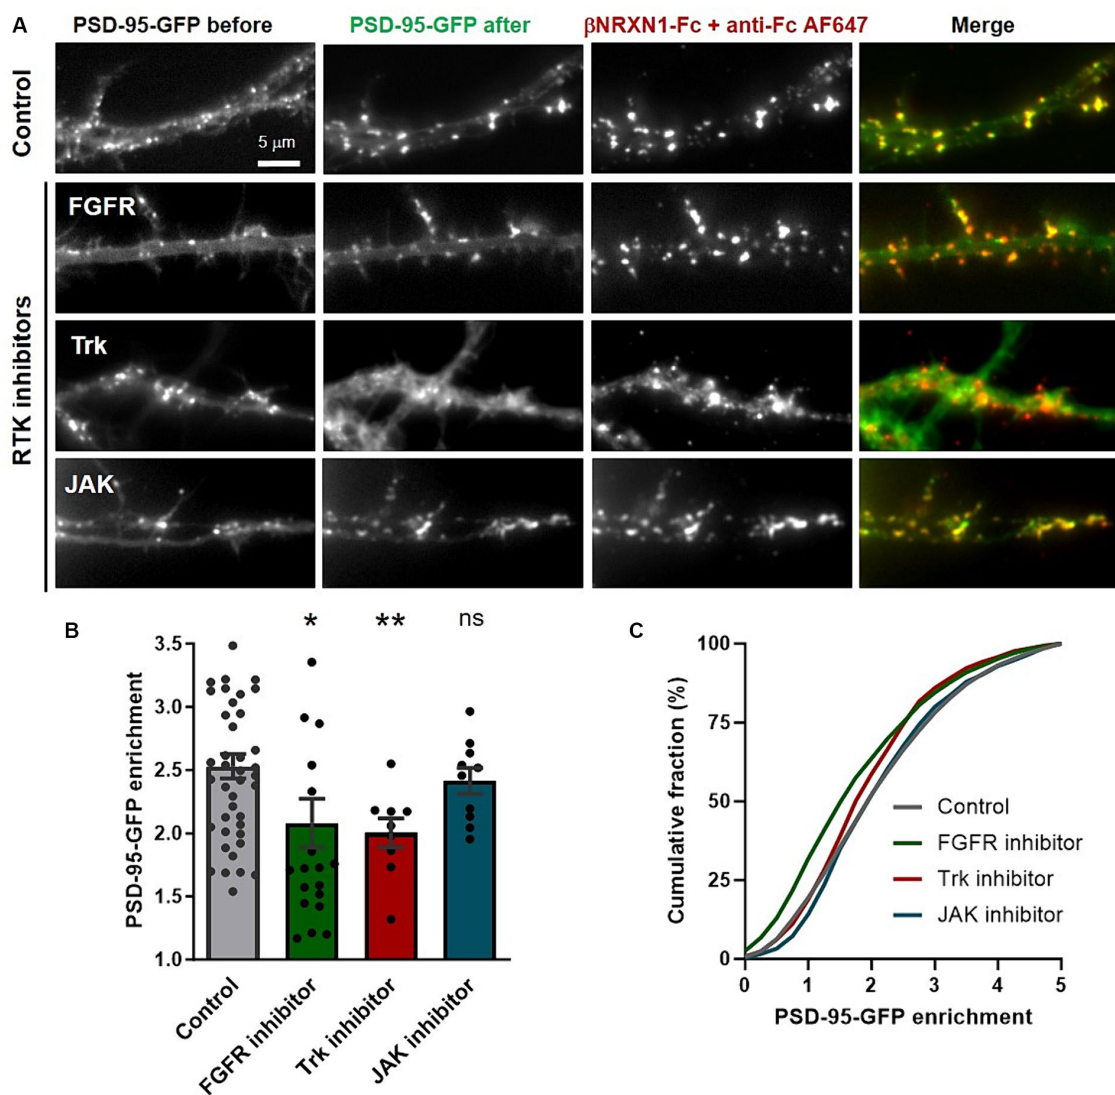 A
PSD-95-GFP before
PSD-95-GFP after
βNRXN1-Fc + anti-Fc AF647
Merge
Control
5 μm
RTK inhibitors
FGFR
Trk
JAK
B
* ** ns
PSD-95-GFP enrichment
3.5
3.0
2.5
2.0
1.5
1.0
Control
FGFR inhibitor
Trk inhibitor
JAK inhibitor
C
Cumulative fraction (%)
100
75
50
25
0
Control
FGFR inhibitor
Trk inhibitor
JAK inhibitor
0 1 2 3 4 5
PSD-95-GFP enrichment